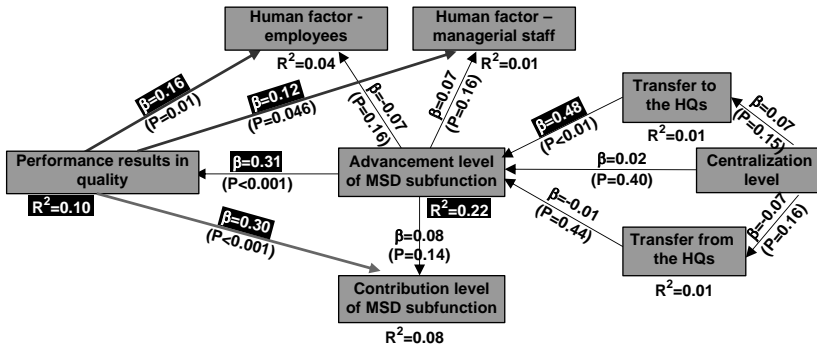 Human factor -
employees
R²=0.04
Human factor –
managerial staff
R²=0.01
β=0.16
(P=0.01)
β=0.12
(P=0.046)
β=-0.07
(P=0.16)
β=0.07
(P=0.16)
β=0.48
(P<0.01)
Transfer to
the HQs
R²=0.01
β=0.07
(P=0.15)
Performance results in
quality
R²=0.10
β=0.31
(P<0.001)
Advancement level
of MSD subfunction
R²=0.22
β=0.02
(P=0.40)
Centralization
level
β=0.30
(P<0.001)
β=0.08
(P=0.14)
β=-0.01
(P=0.44)
Transfer from
the HQs
R²=0.01
β=-0.07
(P=0.16)
Contribution level
of MSD subfunction
R²=0.08